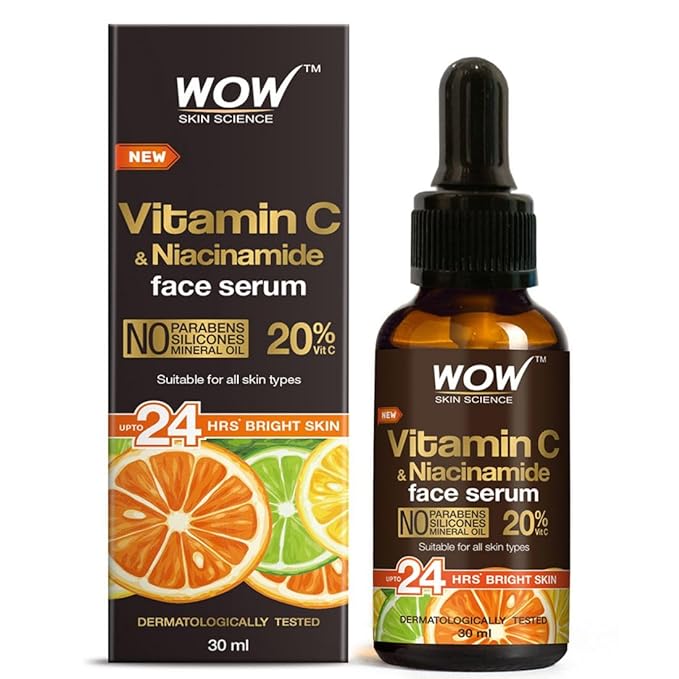 WOW™
SKIN SCIENCE
NEW
Vitamin C
& Niacinamide
face serum
NO PARABENS
SILICONES
MINERAL OIL
20%
Vit C
Suitable for all skin types
UPTO 24 HRS* BRIGHT SKIN
DERMATOLOGICALLY TESTED
30 ml
WOW™
SKIN SCIENCE
NEW
Vitamin C
& Niacinamide
face serum
NO PARABENS
SILICONES
MINERAL OIL
20%
Vit C
Suitable for all skin types
UPTO 24 HRS* BRIGHT SKIN
DERMATOLOGICALLY TESTED
30 ml